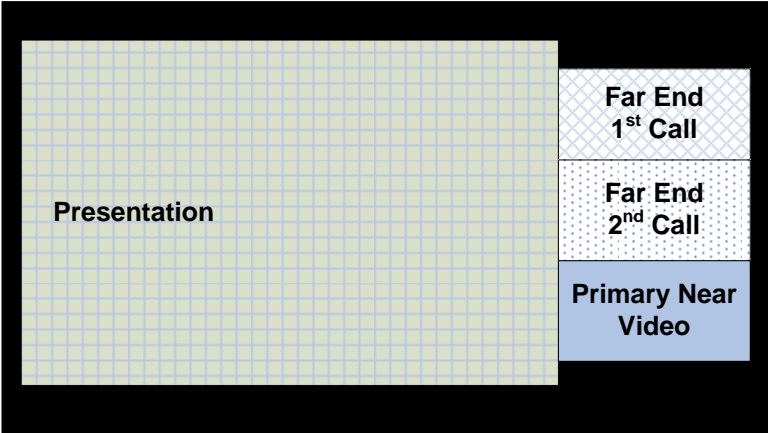 Presentation
Far End
1st Call
Far End
2nd Call
Primary Near
Video